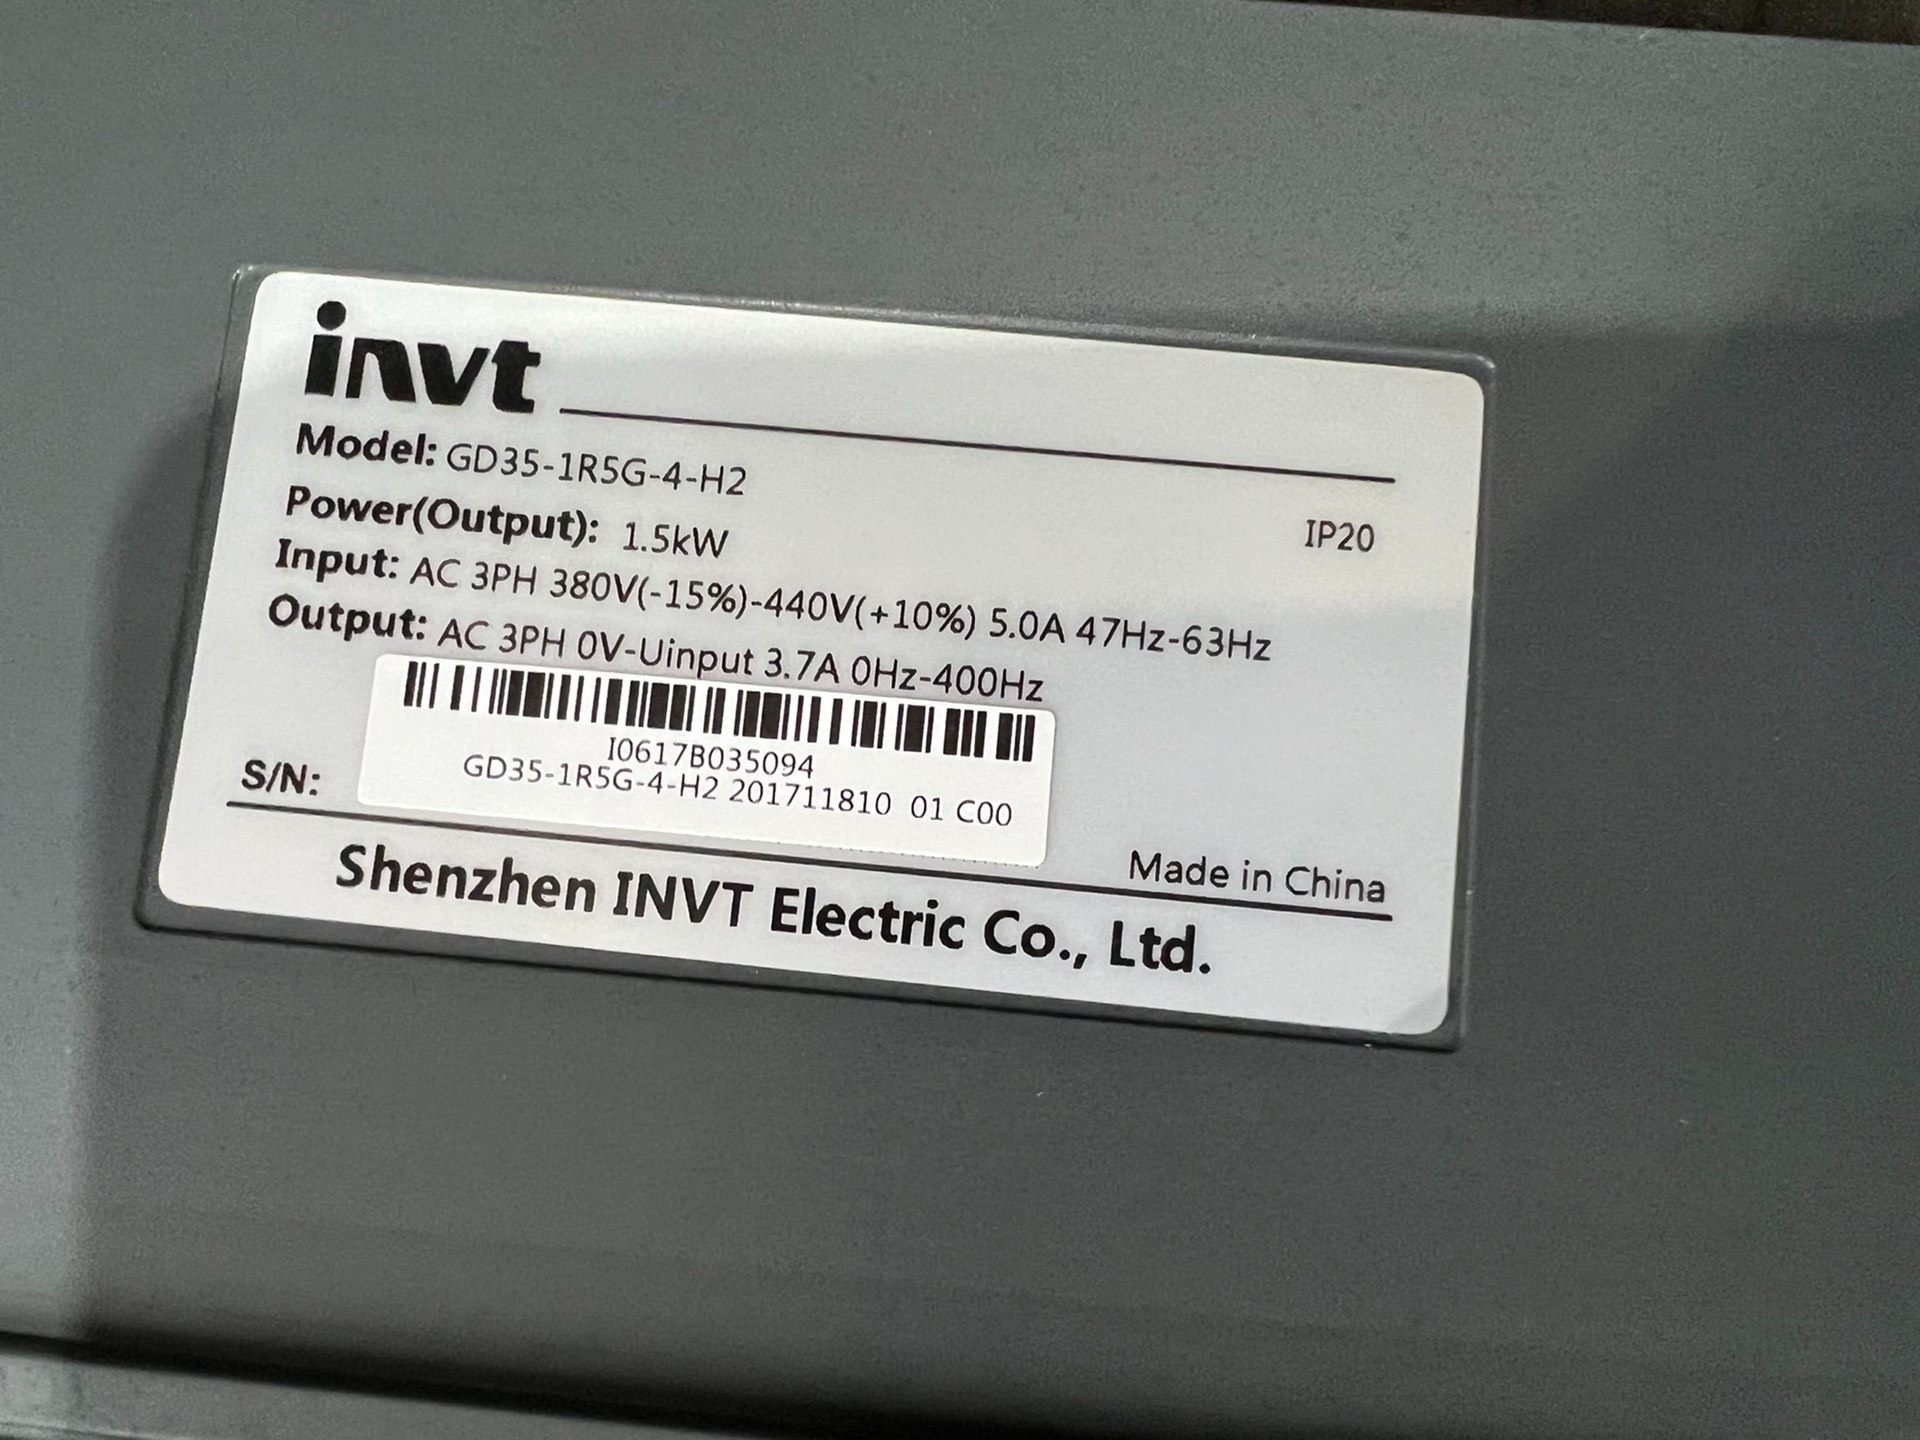 invt
Model: GD35-1R5G-4-H2
IP20
Power(Output): 1.5kW
Input: AC 3PH 380V(-15%)-440V(+10%) 5.0A 47Hz-63Hz
Output: AC 3PH 0V-Uinput 3.7A 0Hz-400Hz
I0617B035094
S/N: GD35-1R5G-4-H2 201711810 01 C00
Made in China
Shenzhen INVT Electric Co., Ltd.